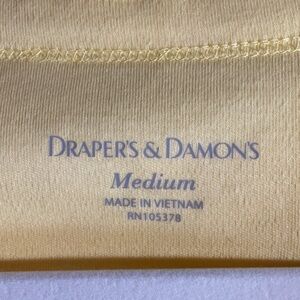 DRAPER'S & DAMON'S
Medium
MADE IN VIETNAM
RN105378